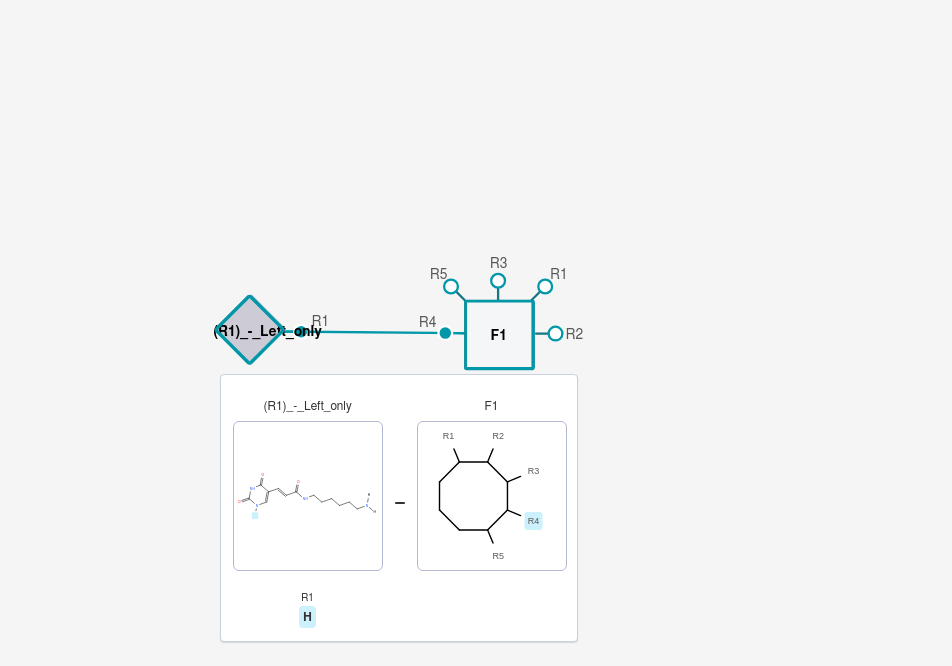 R3
R5
R1
R1
R4
(R1)_-_Left_only
F1
R2
(R1)_-_Left_only
F1
R1
R2
R3
R4
R5
R1
H